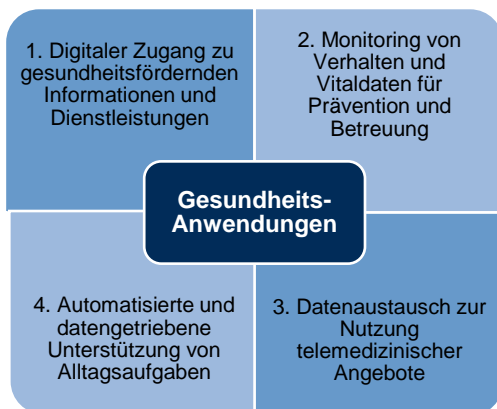 1. Digitaler Zugang zu
gesundheitsfördernden
Informationen und
Dienstleistungen
2. Monitoring von
Verhalten und
Vitaldaten für
Prävention und
Betreuung
Gesundheits-
Anwendungen
4. Automatisierte und
datengetriebene
Unterstützung von
Alltagsaufgaben
3. Datenaustausch zur
Nutzung
telemedizinischer
Angebote